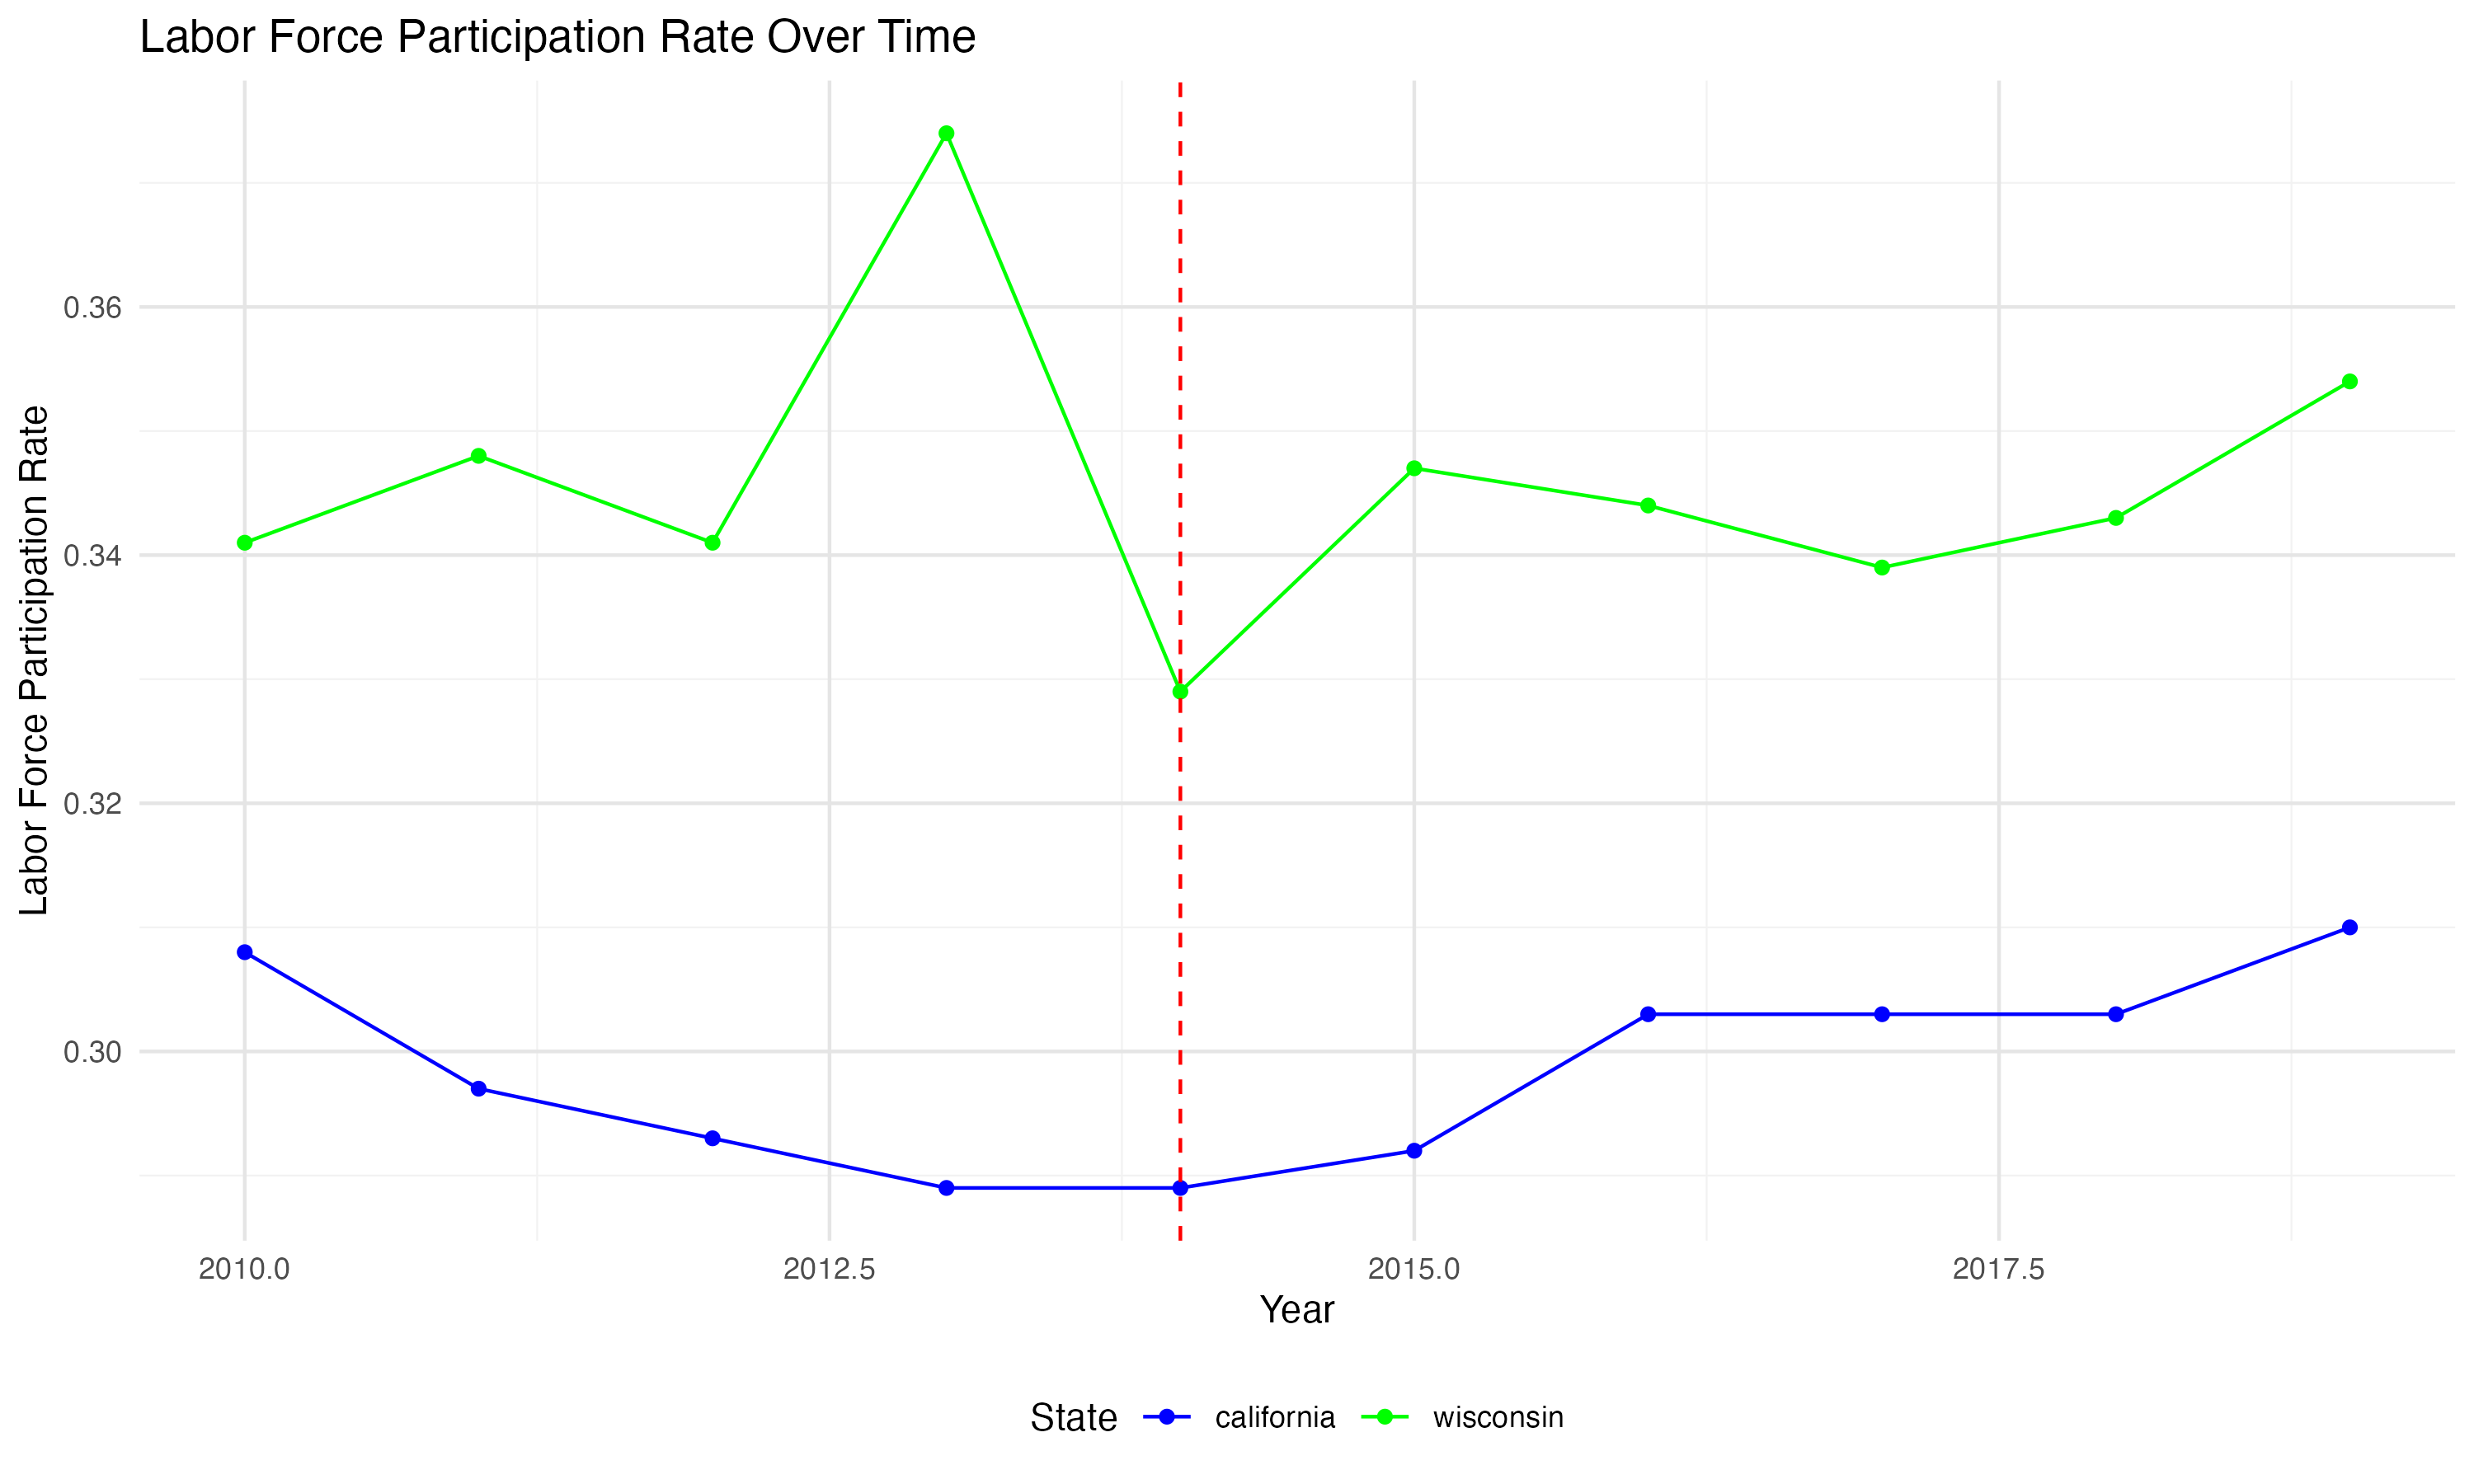 Labor Force Participation Rate Over Time
Labor Force Participation Rate
0.36
0.34
0.32
0.30
2010.0 2012.5 2015.0 2017.5
Year
State california wisconsin